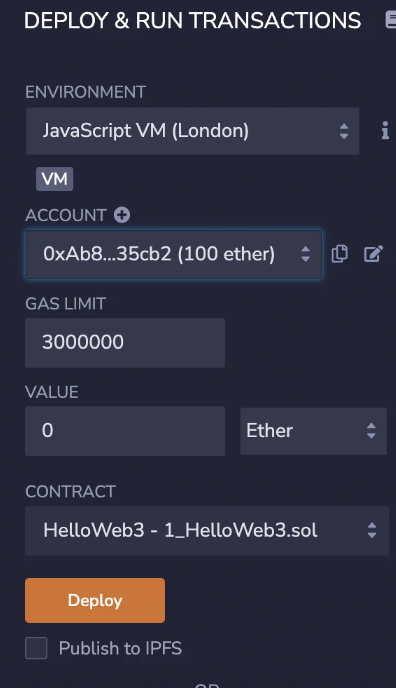 DEPLOY & RUN TRANSACTIONS
ENVIRONMENT
JavaScript VM (London)
VM
ACCOUNT
0xAb8...35cb2 (100 ether)
GAS LIMIT
3000000
VALUE
0 Ether
CONTRACT
HelloWeb3 - 1_HelloWeb3.sol
Deploy
Publish to IPFS